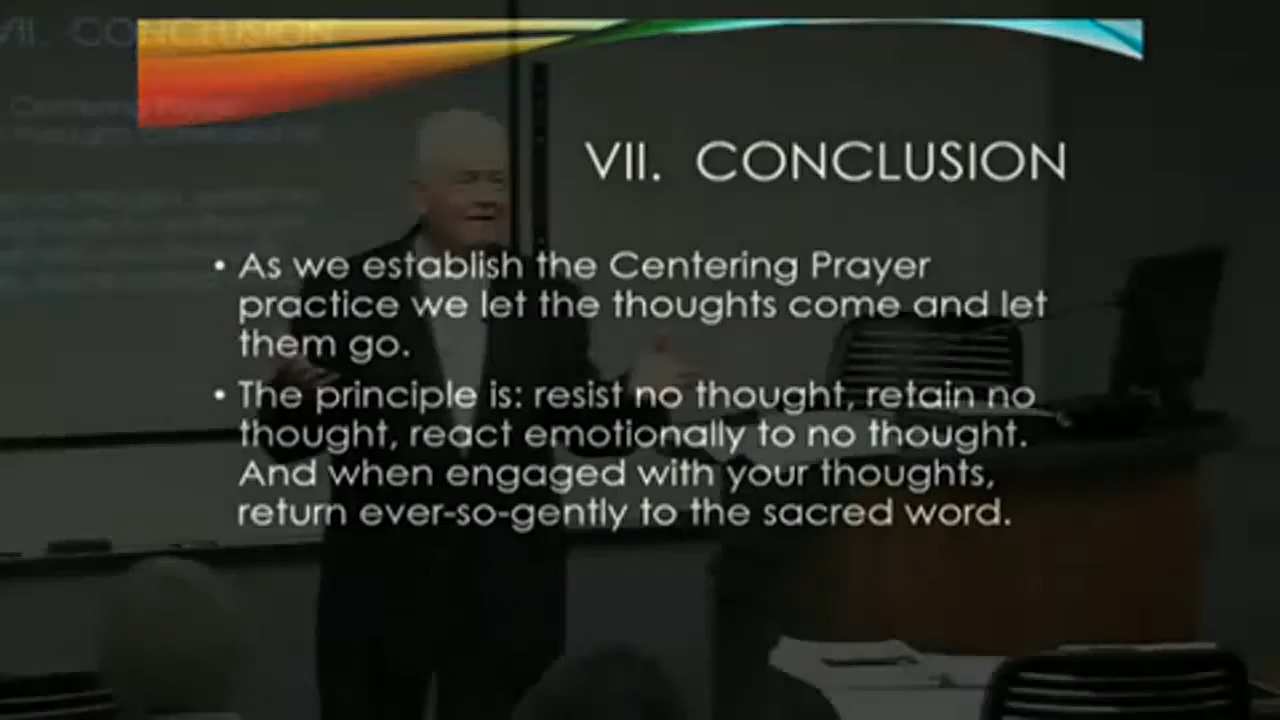 VII. CONCLUSION
• As we establish the Centering Prayer
practice we let the thoughts come and let
them go.
• The principle is: resist no thought, retain no
thought, react emotionally to no thought.
And when engaged with your thoughts,
return ever-so-gently to the sacred word.
VII. CONCLUSION